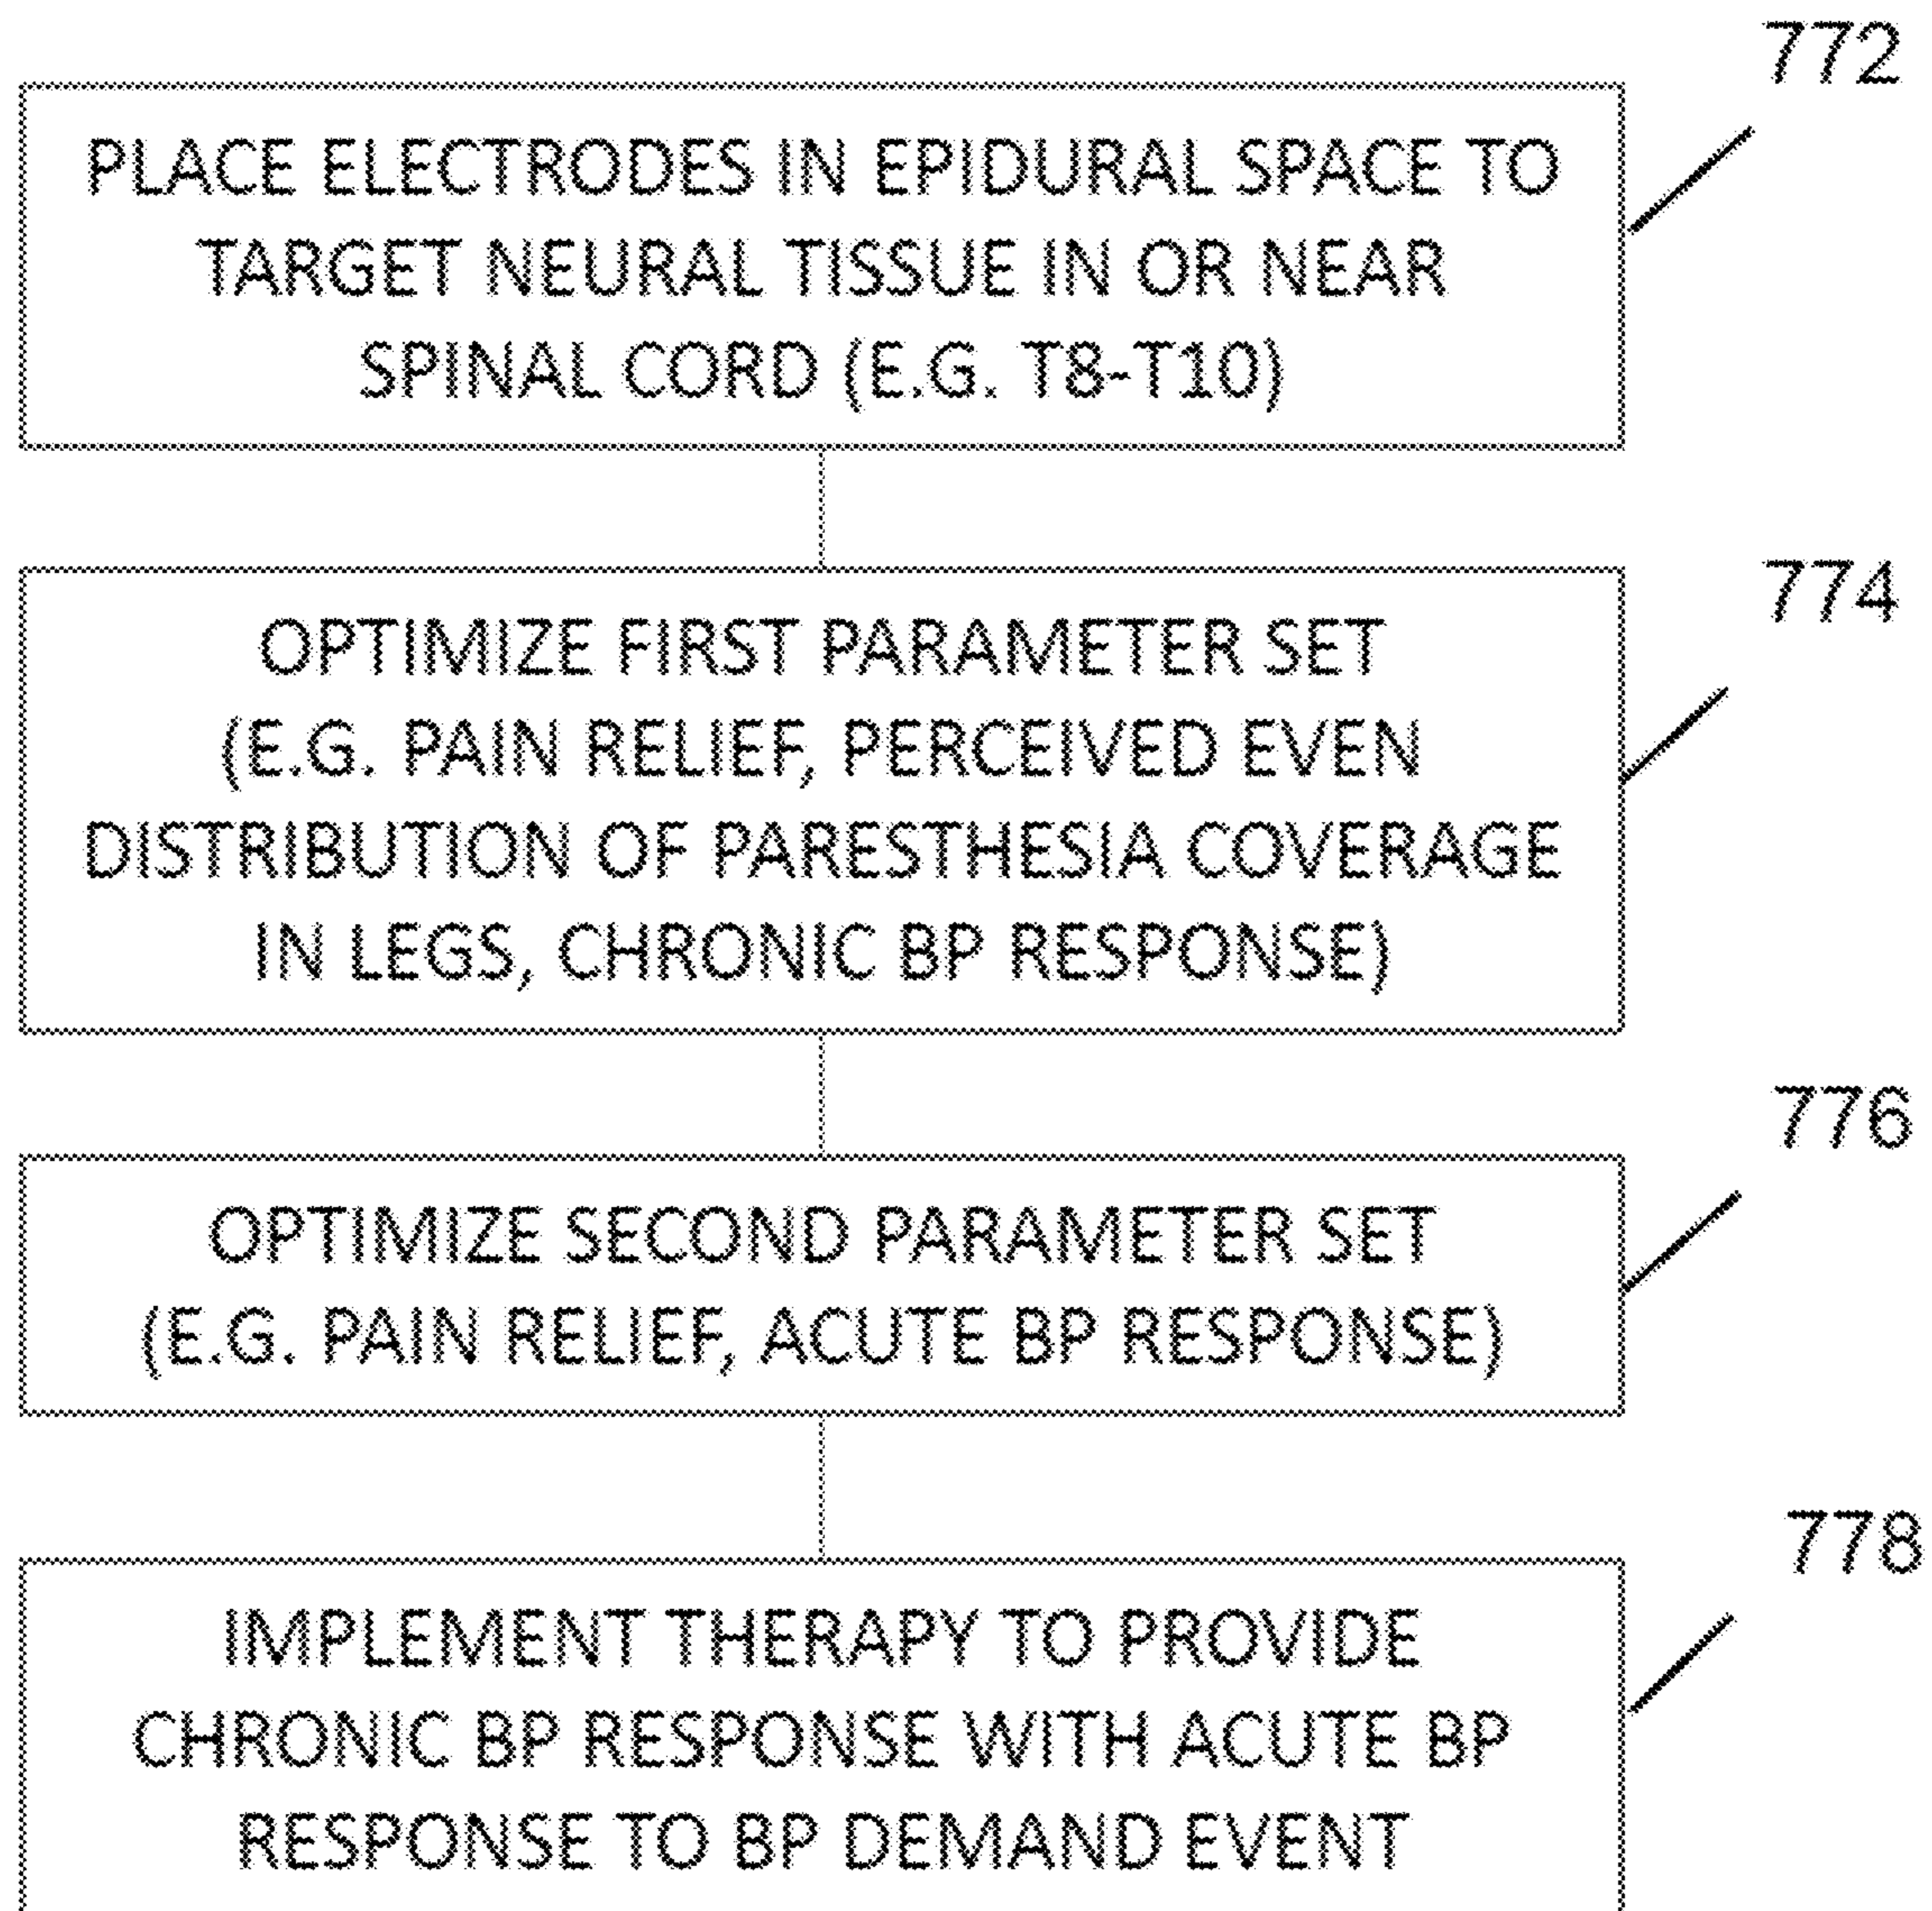 772
PLACE ELECTRODES IN EPIDURAL SPACE TO
TARGET NEURAL TISSUE IN OR NEAR
SPINAL CORD (E.G. T8-T10)
774
OPTIMIZE FIRST PARAMETER SET
(E.G. PAIN RELIEF, PERCEIVED EVEN
DISTRIBUTION OF PARESTHESIA COVERAGE
IN LEGS, CHRONIC BP RESPONSE)
776
OPTIMIZE SECOND PARAMETER SET
(E.G. PAIN RELIEF, ACUTE BP RESPONSE)
778
IMPLEMENT THERAPY TO PROVIDE
CHRONIC BP RESPONSE WITH ACUTE BP
RESPONSE TO BP DEMAND EVENT